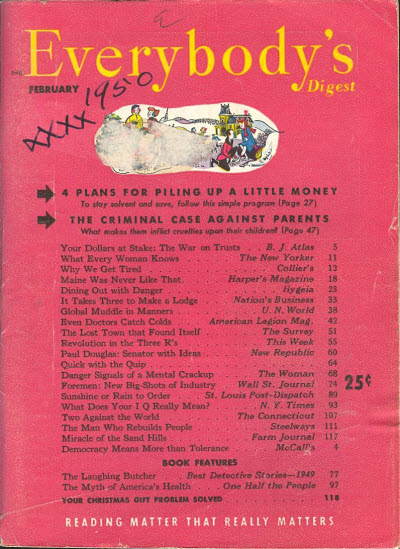 Everybody's
Digest
FEBRUARY 1950
XXXX
4 PLANS FOR PILING UP A LITTLE MONEY
To stay solvent and save, follow this simple program (Page 27)
THE CRIMINAL CASE AGAINST PARENTS
What makes them inflict cruelties upon their children? (Page 47)
Your Dollars at Stake: The War on Trusts . . B. J. Atlas 5
What Every Woman Knows . . . The New Yorker 11
Why We Get Tired . . . Collier's 13
Maine Was Never Like That . . . Harper's Magazine 18
Dining Out with Danger . . . Hygeia 23
It Takes Three to Make a Lodge . . Nation's Business 33
Global Muddle in Manners . . . U. N. World 38
Even Doctors Catch Colds . American Legion Mag. 42
The Lost Town that Found Itself . . The Survey 51
Revolution in the Three R's . . . This Week 55
Paul Douglas: Senator with Ideas . . New Republic 60
Quick with the Quip . . . 64
Danger Signals of a Mental Crackup . . The Woman 68
Foremen: New Big-Shots of Industry . Wall St. Journal 74
25¢
Sunshine or Rain to Order . . St. Louis Post-Dispatch 89
What Does Your I Q Really Mean? . . N. Y. Times 93
Two Against the World . . . The Connecticut 107
The Man Who Rebuilds People . . . Steelways 111
Miracle of the Sand Hills . . . Farm Journal 117
Democracy Means More than Tolerance . . McCall's 4
BOOK FEATURES
The Laughing Butcher . Best Detective Stories—1949 77
The Myth of America's Health . . One Half the People 97
YOUR CHRISTMAS GIFT PROBLEM SOLVED 118
READING MATTER THAT REALLY MATTERS